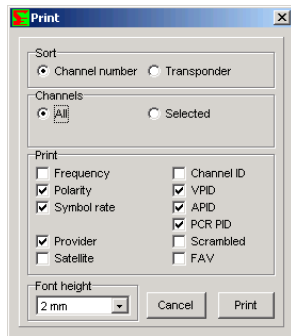 Print
Sort
Channel number Transponder
Channels
All Selected
Print
Frequency Channel ID
Polarity VPID
Symbol rate APID
PCR PID
Provider Scrambled
Satellite FAV
Font height
2 mm Cancel Print